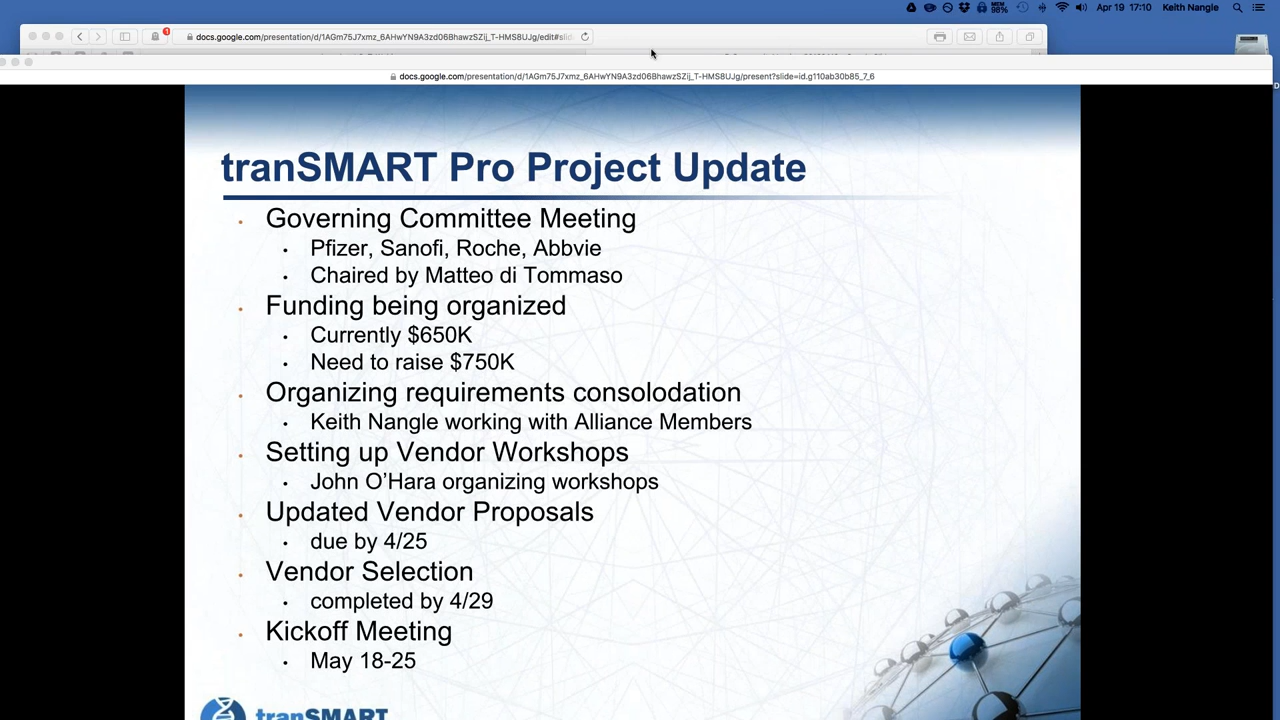 MEM
98%
Apr 19 17:10
Keith Nangle
1
docs.google.com/presentation/d/1AGm75J7xmz_6AHwYN9A3zd06BhawzSZij_T-HMS8UJg/edit#slid
docs.google.com/presentation/d/1AGm75J7xmz_6AHwYN9A3zd06BhawzSZij_T-HMS8UJg/present?slide=id.g110ab30b85_7_6
D
tranSMART Pro Project Update
Governing Committee Meeting
Pfizer, Sanofi, Roche, Abbvie
Chaired by Matteo di Tommaso
Funding being organized
Currently $650K
Need to raise $750K
Organizing requirements consolodation
Keith Nangle working with Alliance Members
Setting up Vendor Workshops
John O’Hara organizing workshops
Updated Vendor Proposals
due by 4/25
Vendor Selection
completed by 4/29
Kickoff Meeting
May 18-25
tranSMART